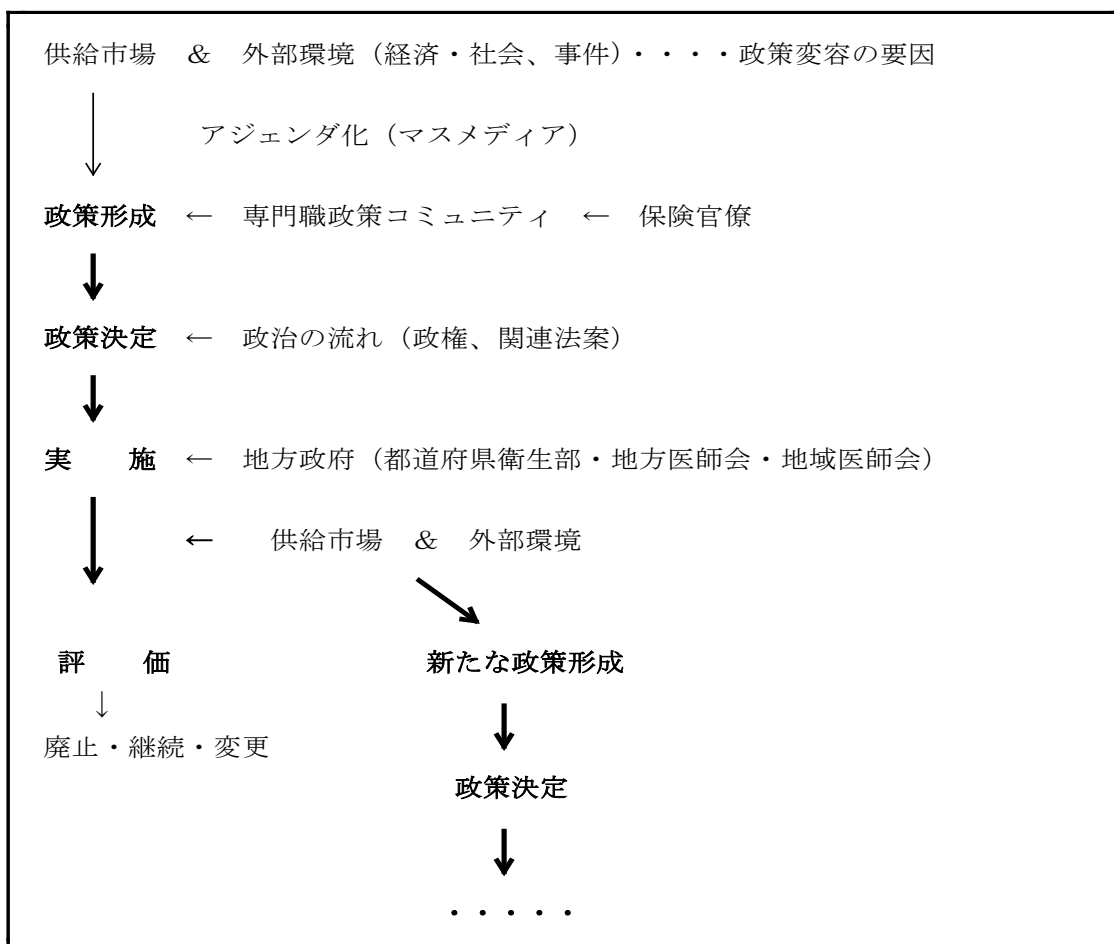 供給市場 & 外部環境（経済・社会、事件）・・・・政策変容の要因
アジェンダ化（マスメディア）
政策形成 ← 専門職政策コミュニティ ← 保険官僚
政策決定 ← 政治の流れ（政権、関連法案）
実　施 ← 地方政府（都道府県衛生部・地方医師会・地域医師会）
← 供給市場 & 外部環境
評　価　新たな政策形成
↓
廃止・継続・変更
政策決定
・・・・・